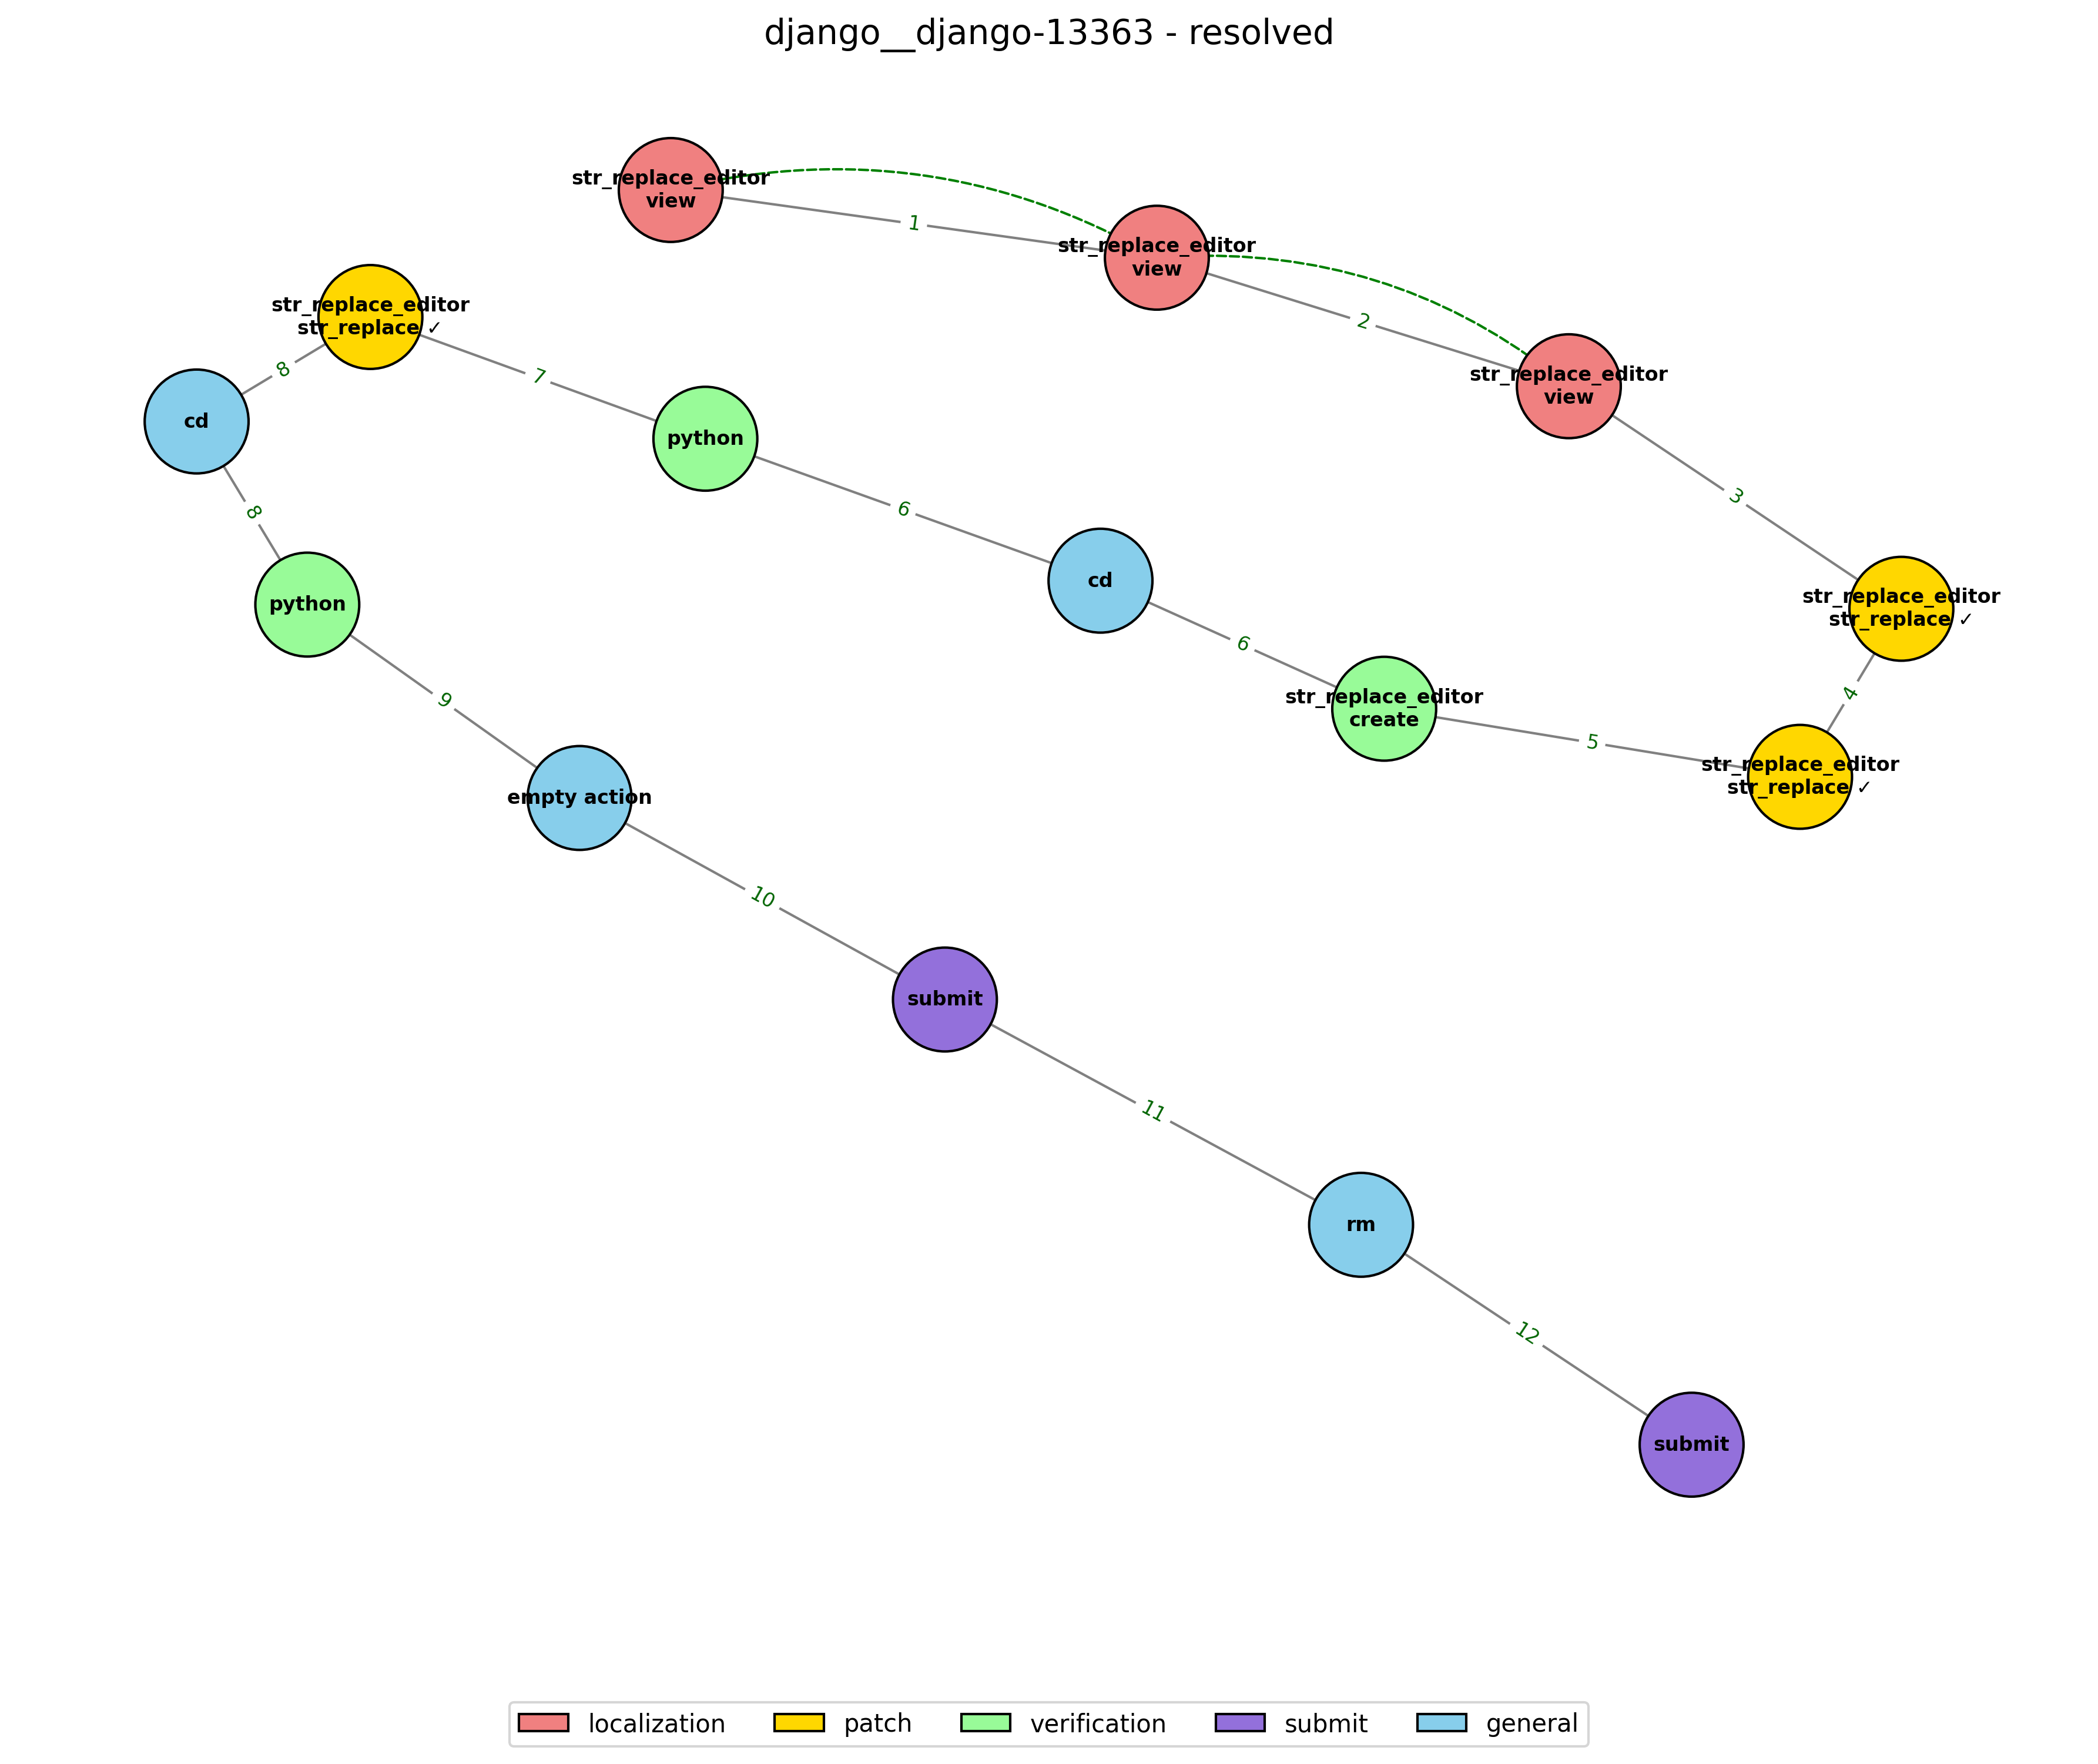 django__django-13363 - resolved
str_replace_editor
view
1
str_replace_editor
view
2
str_replace_editor
view
3
str_replace_editor
str_replace ✓
4
str_replace_editor
str_replace ✓
5
str_replace_editor
create
6
cd
6
python
7
str_replace_editor
str_replace ✓
8
cd
8
python
9
empty action
10
submit
11
rm
12
submit
localization
patch
verification
submit
general